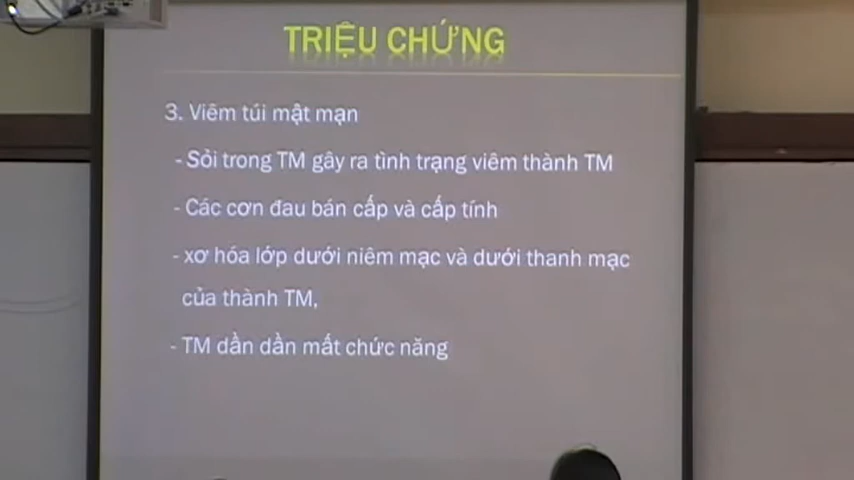 TRIỆU CHỨNG
3. Viêm túi mật mạn
- Sỏi trong TM gây ra tình trạng viêm thành TM
- Các cơn đau bán cấp và cấp tính
- xơ hóa lớp dưới niêm mạc và dưới thanh mạc
của thành TM,
- TM dần dần mất chức năng